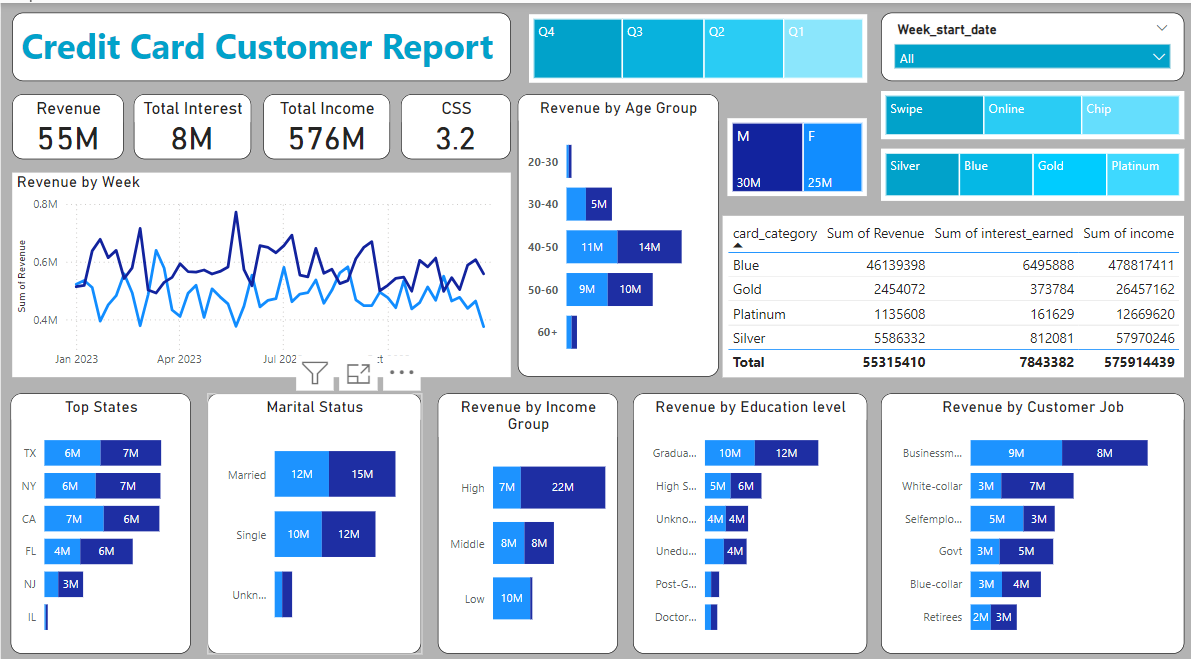 Credit Card Customer Report
Q4 Q3 Q2 Q1
Week_start_date
All
Revenue
55M
Total Interest
8M
Total Income
576M
CSS
3.2
Revenue by Age Group
20-30
30-40 5M
40-50 11M 14M
50-60 9M 10M
60+
M
30M
F
25M
Swipe Online Chip
Silver Blue Gold Platinum
Revenue by Week
Sum of Revenue
0.8M
0.6M
0.4M
Jan 2023 Apr 2023 Jul 202
card_category Sum of Revenue Sum of interest_earned Sum of income
Blue 46139398 6495888 478817411
Gold 2454072 373784 26457162
Platinum 1135608 161629 12669620
Silver 5586332 812081 57970246
Total 55315410 7843382 575914439
Top States
TX 6M 7M
NY 6M 7M
CA 7M 6M
FL 4M 6M
NJ 3M
IL
Marital Status
Married 12M 15M
Single 10M 12M
Unkn...
Revenue by Income
Group
High 7M 22M
Middle 8M 8M
Low 10M
Revenue by Education level
Gradua... 10M 12M
High S... 5M 6M
Unkno... 4M 4M
Unedu... 4M
Post-G...
Doctor...
Revenue by Customer Job
Businessm... 9M 8M
White-collar 3M 7M
Selfemplo... 5M 3M
Govt 3M 5M
Blue-collar 3M 4M
Retirees 2M 3M